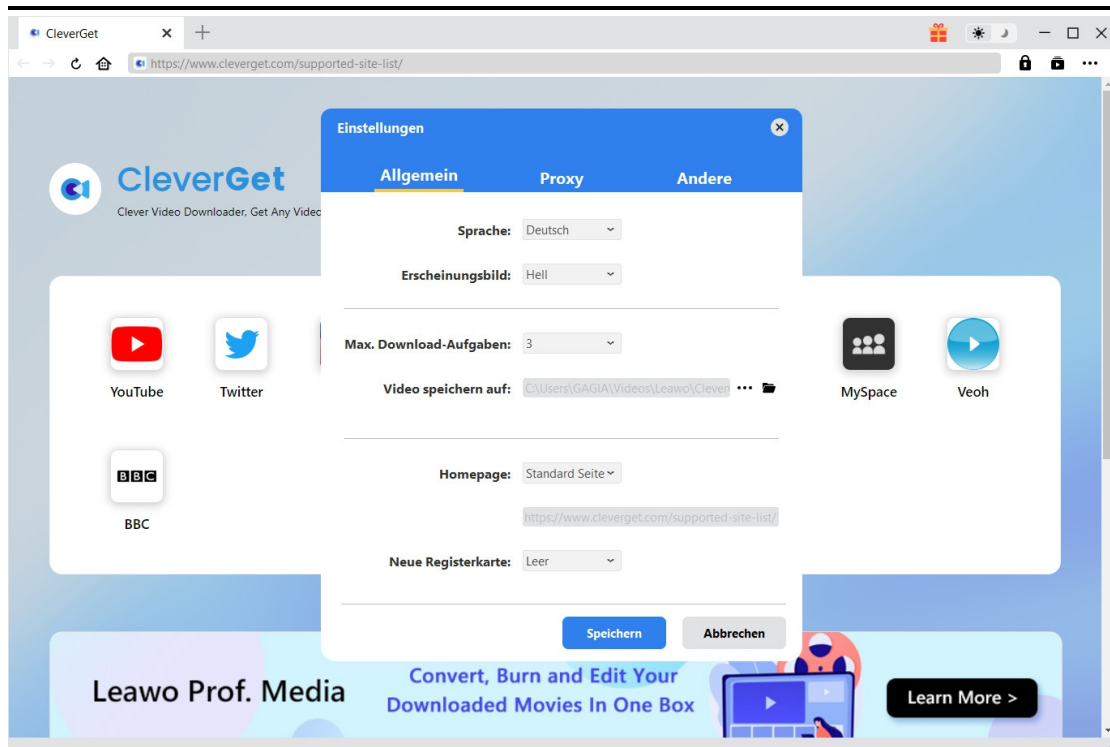 CleverGet
https://www.cleverget.com/supported-site-list/
CleverGet
Clever Video Downloader, Get Any Video
Einstellungen
Allgemein Proxy Andere
Sprache: Deutsch
Erscheinungsbild: Hell
Max. Download-Aufgaben: 3
Video speichern auf: C:\Users\GAGIA\Videos\Leawo\Clever
Homepage: Standard Seite
https://www.cleverget.com/supported-site-list/
Neue Registerkarte: Leer
Speichern Abbrechen
YouTube Twitter MySpace Veoh
BBC
BBC
Leawo Prof. Media
Convert, Burn and Edit Your
Downloaded Movies In One Box
Learn More >